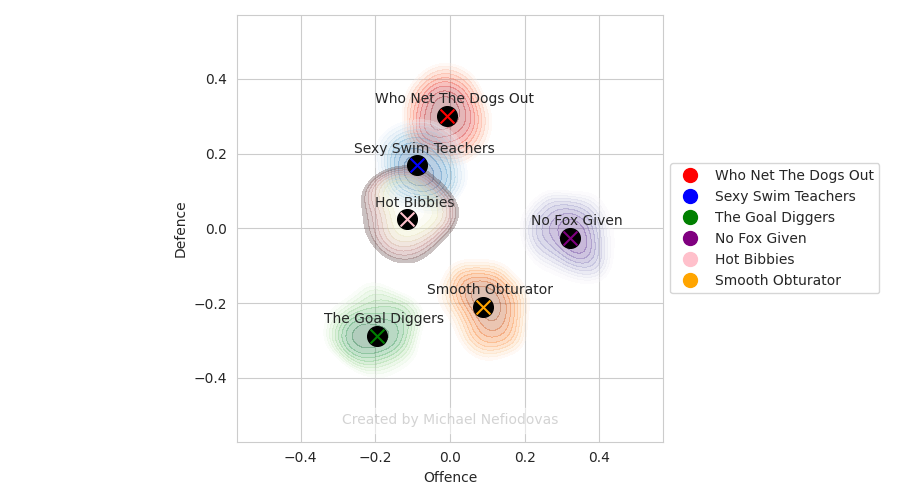 0.4
Who Net The Dogs Out
0.2
Sexy Swim Teachers
Hot Bibbies
0.0
No Fox Given
Smooth Obturator
−0.2
The Goal Diggers
−0.4
Defence
Created by Michael Nefiodovas
−0.4
−0.2
0.0
0.2
0.4
Offence
Who Net The Dogs Out
Sexy Swim Teachers
The Goal Diggers
No Fox Given
Hot Bibbies
Smooth Obturator